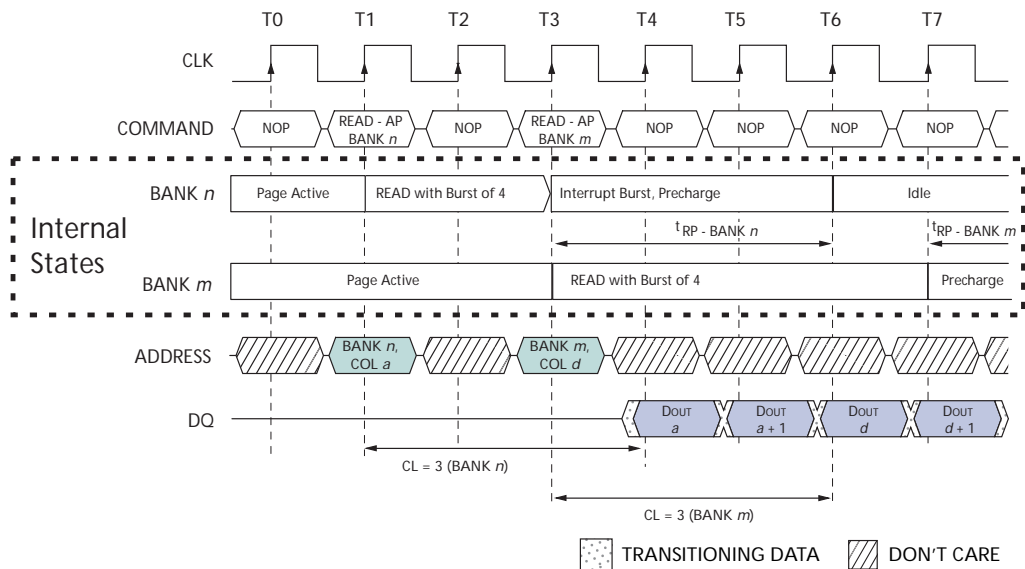 T0 T1 T2 T3 T4 T5 T6 T7
CLK
COMMAND NOP READ - AP BANK n NOP READ - AP BANK m NOP NOP NOP NOP
Internal States
BANK n Page Active READ with Burst of 4 Interrupt Burst, Precharge Idle
tRP - BANK n tRP - BANK m
BANK m Page Active READ with Burst of 4 Precharge
ADDRESS BANK n, COL a BANK m, COL d
DQ DOUT a DOUT a + 1 DOUT d DOUT d + 1
CL = 3 (BANK n)
CL = 3 (BANK m)
TRANSITIONING DATA DON'T CARE